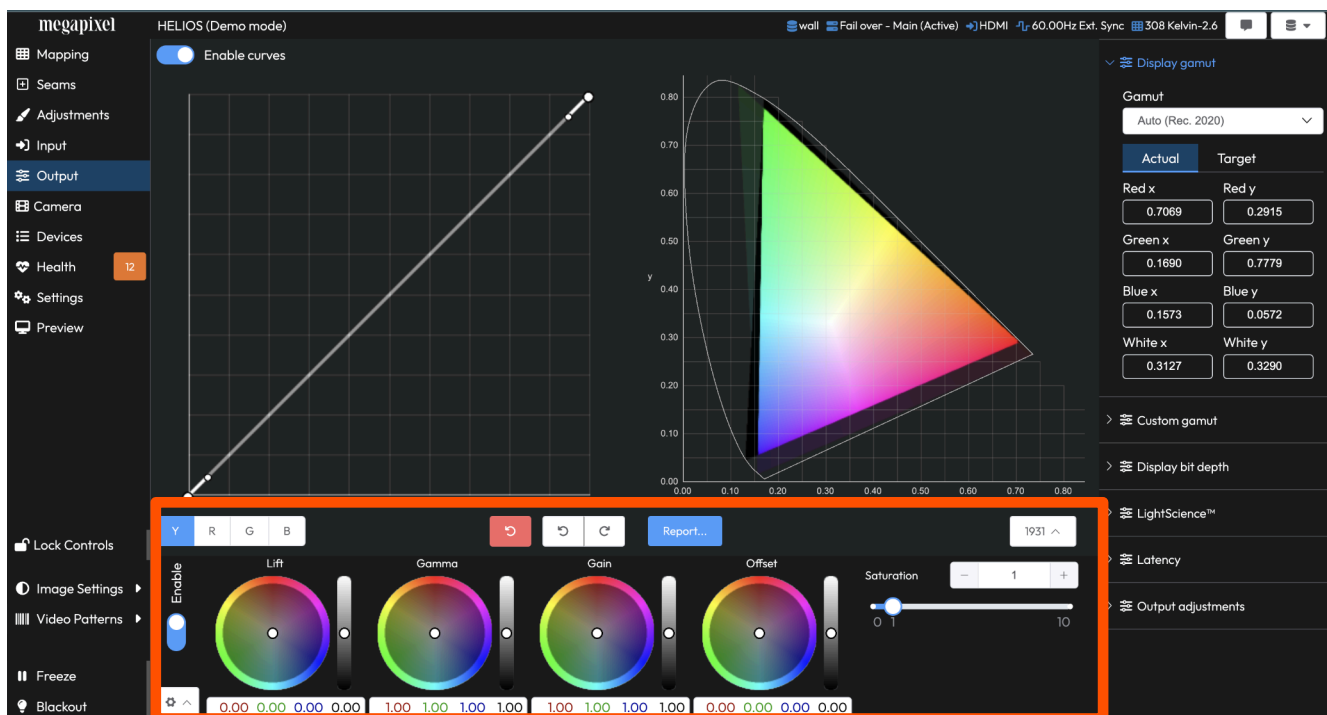 megapixel
HELIOS (Demo mode)
wall Fail over - Main (Active) HDMI 60.00Hz Ext. Sync 308 Kelvin-2.6
Mapping
Seams
Adjustments
Input
Output
Camera
Devices
Health 12
Settings
Preview
Lock Controls
Image Settings
Video Patterns
Freeze
Blackout
Enable curves
0.80
0.70
0.60
0.50
y
0.40
0.30
0.20
0.10
0.00
0.00 0.10 0.20 0.30 0.40 0.50 0.60 0.70 0.80
Y R G B
Report...
1931
Enable
Lift Gamma Gain Offset
Saturation - 1 +
0 1 10
0.00 0.00 0.00 0.00 1.00 1.00 1.00 1.00 1.00 1.00 1.00 1.00 0.00 0.00 0.00 0.00
Display gamut
Gamut
Auto (Rec. 2020)
Actual Target
Red x Red y
0.7069 0.2915
Green x Green y
0.1690 0.7779
Blue x Blue y
0.1573 0.0572
White x White y
0.3127 0.3290
Custom gamut
Display bit depth
LightScience™
Latency
Output adjustments